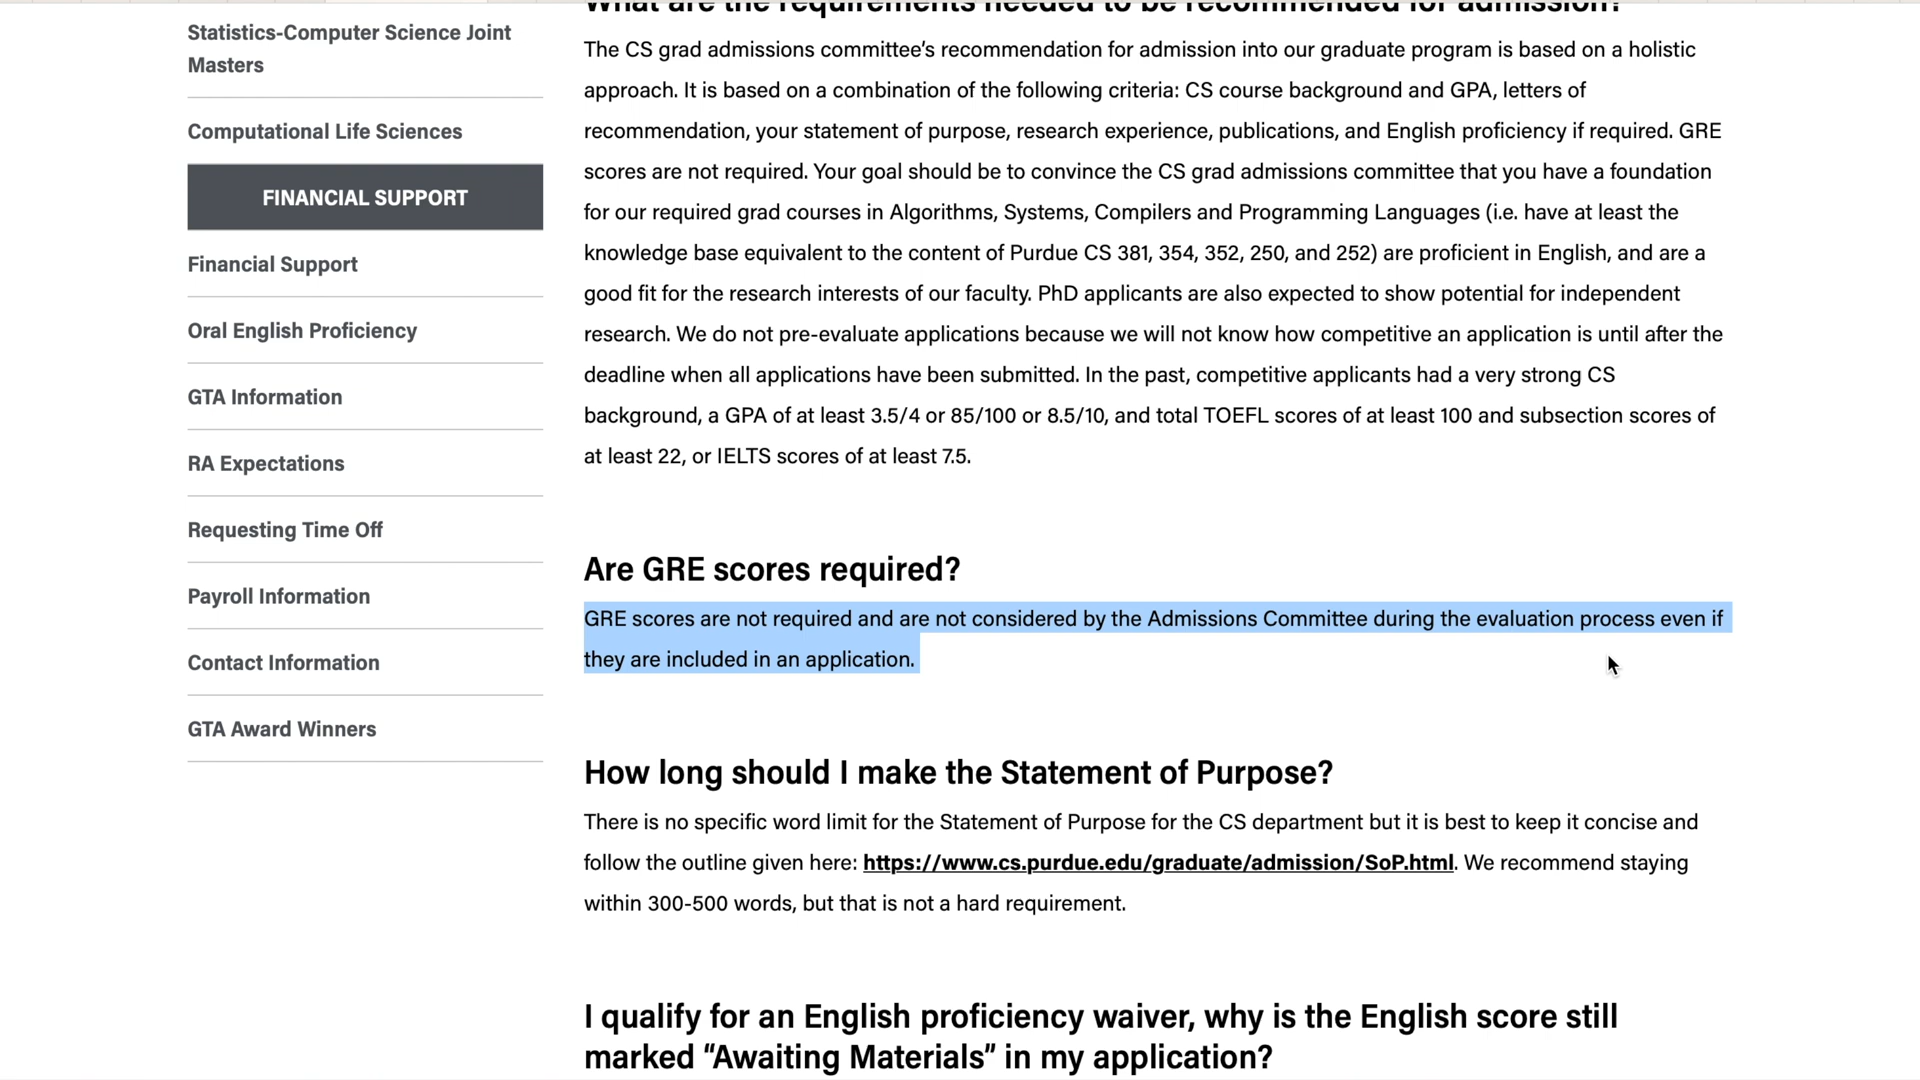 What are the requirements needed to be recommended for admission?
Statistics-Computer Science Joint
Masters
Computational Life Sciences
FINANCIAL SUPPORT
Financial Support
Oral English Proficiency
GTA Information
RA Expectations
Requesting Time Off
Payroll Information
Contact Information
GTA Award Winners
The CS grad admissions committee’s recommendation for admission into our graduate program is based on a holistic
approach. It is based on a combination of the following criteria: CS course background and GPA, letters of
recommendation, your statement of purpose, research experience, publications, and English proficiency if required. GRE
scores are not required. Your goal should be to convince the CS grad admissions committee that you have a foundation
for our required grad courses in Algorithms, Systems, Compilers and Programming Languages (i.e. have at least the
knowledge base equivalent to the content of Purdue CS 381, 354, 352, 250, and 252) are proficient in English, and are a
good fit for the research interests of our faculty. PhD applicants are also expected to show potential for independent
research. We do not pre-evaluate applications because we will not know how competitive an application is until after the
deadline when all applications have been submitted. In the past, competitive applicants had a very strong CS
background, a GPA of at least 3.5/4 or 85/100 or 8.5/10, and total TOEFL scores of at least 100 and subsection scores of
at least 22, or IELTS scores of at least 7.5.
Are GRE scores required?
GRE scores are not required and are not considered by the Admissions Committee during the evaluation process even if
they are included in an application.
How long should I make the Statement of Purpose?
There is no specific word limit for the Statement of Purpose for the CS department but it is best to keep it concise and
follow the outline given here: https://www.cs.purdue.edu/graduate/admission/SoP.html. We recommend staying
within 300-500 words, but that is not a hard requirement.
I qualify for an English proficiency waiver, why is the English score still
marked “Awaiting Materials” in my application?